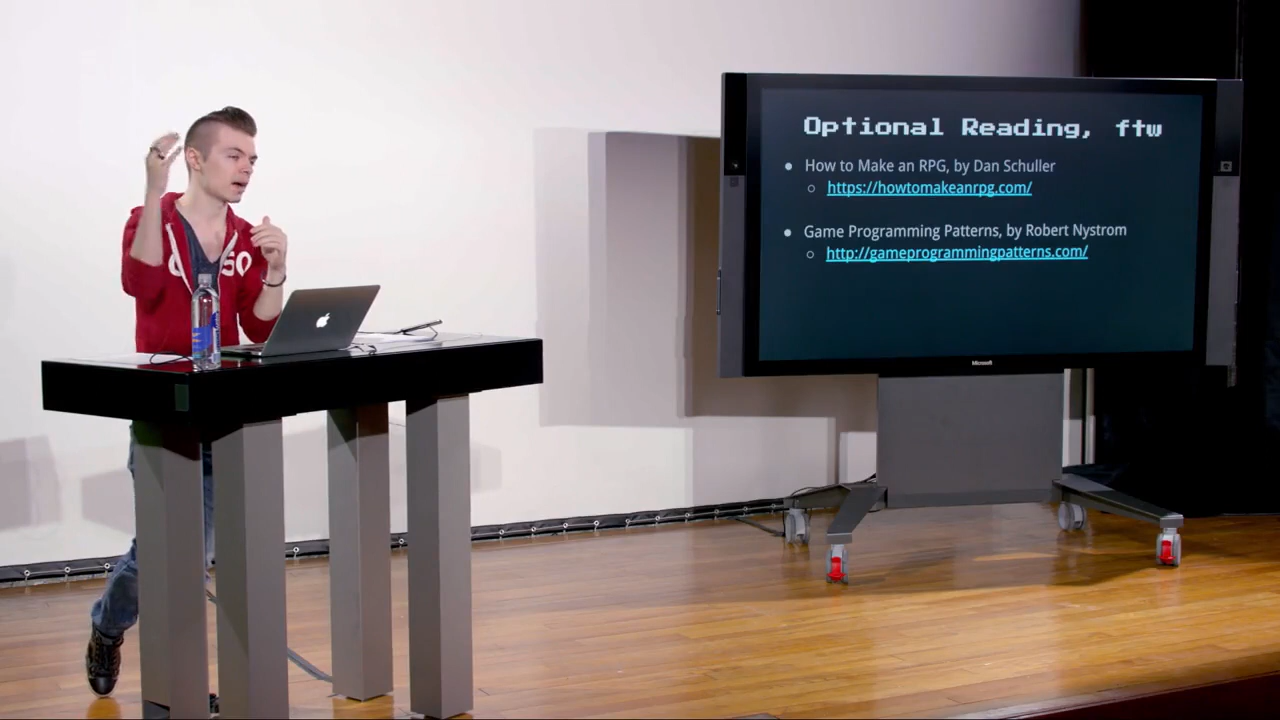 Optional Reading, ftw
● How to Make an RPG, by Dan Schuller
○ https://howtomakeanrpg.com/
● Game Programming Patterns, by Robert Nystrom
○ http://gameprogrammingpatterns.com/
Microsoft